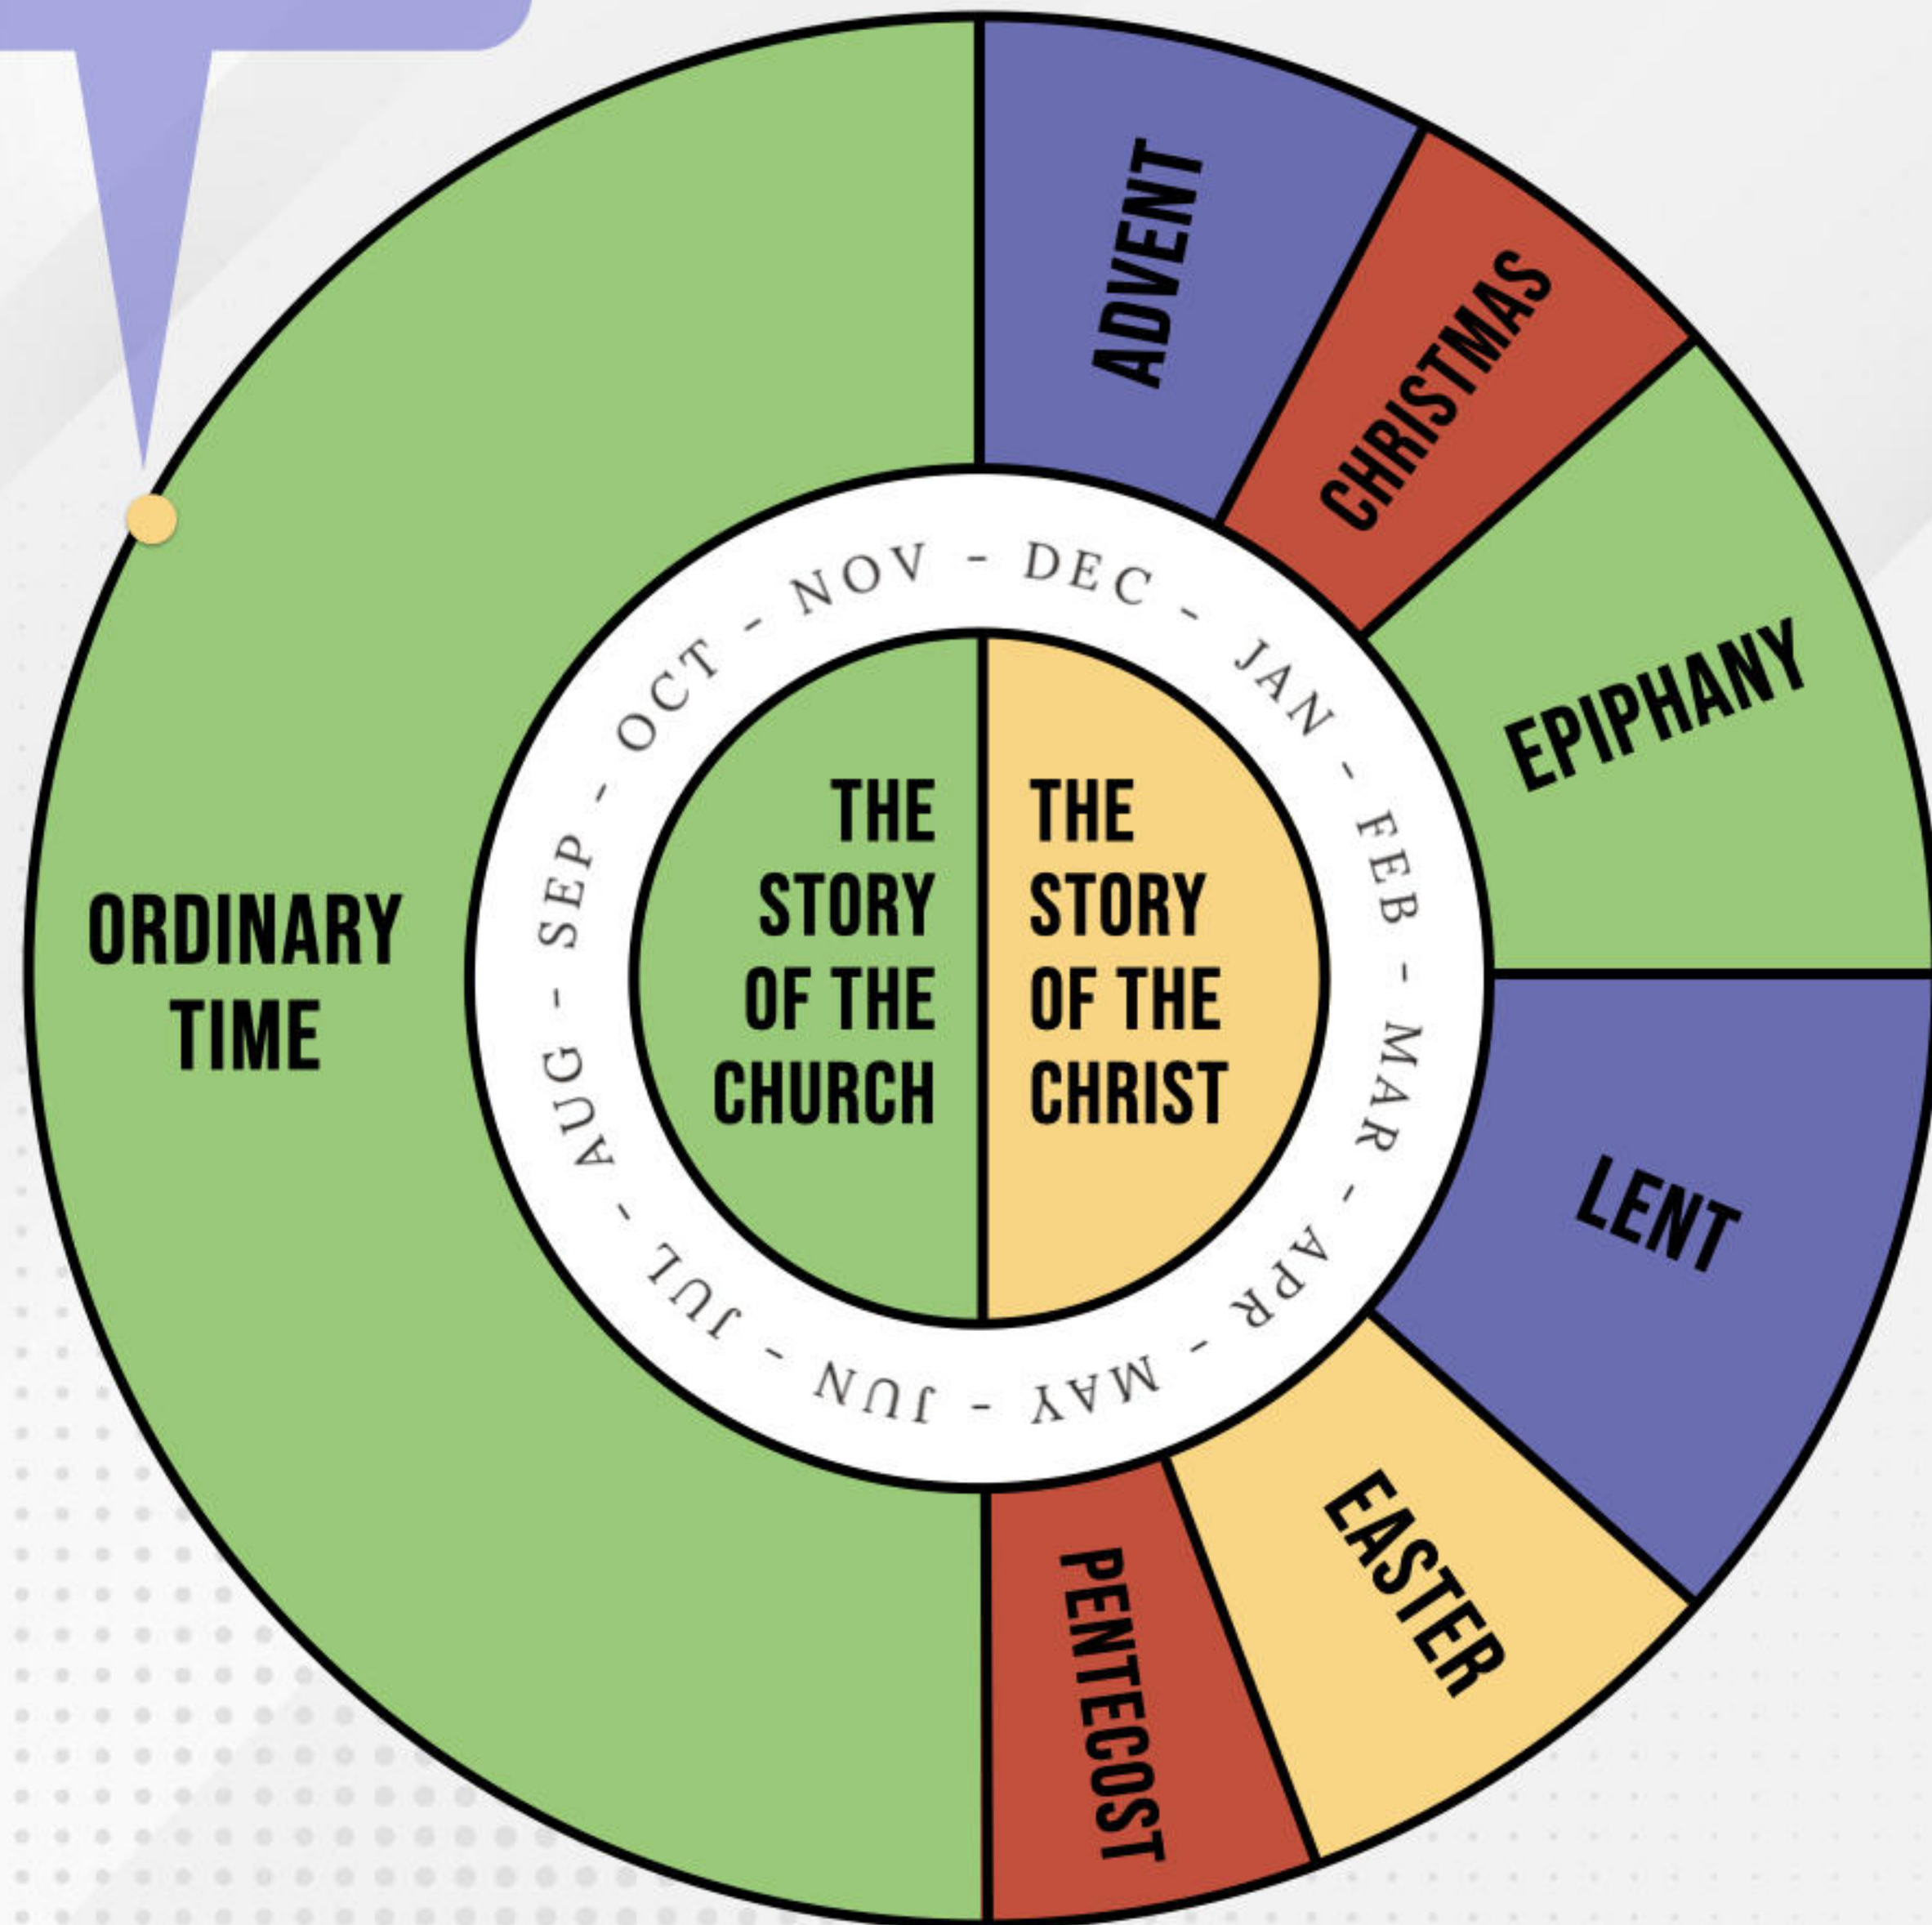 ADVENT
CHRISTMAS
EPIPHANY
LENT
EASTER
PENTECOST
ORDINARY
TIME
DEC - JAN - FEB - MAR - APR - MAY - JUN - JUL - AUG - SEP - OCT - NOV -
THE
STORY
OF THE
CHURCH
THE
STORY
OF THE
CHRIST